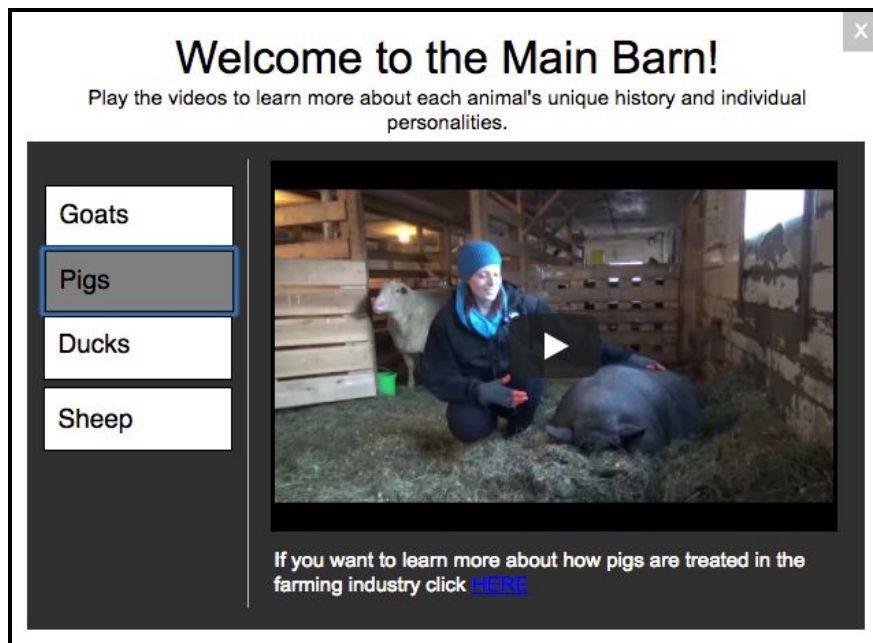 X
Welcome to the Main Barn!
Play the videos to learn more about each animal's unique history and individual
personalities.
Goats
Pigs
Ducks
Sheep
If you want to learn more about how pigs are treated in the
farming industry click HERE